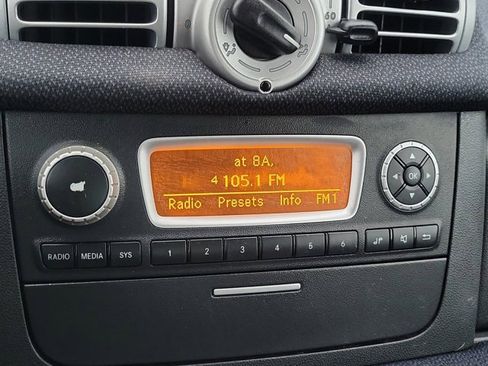 60
at 8A,
4 105.1 FM
Radio Presets Info FM1
OK
1 2 3 4 5 6
RADIO MEDIA SYS